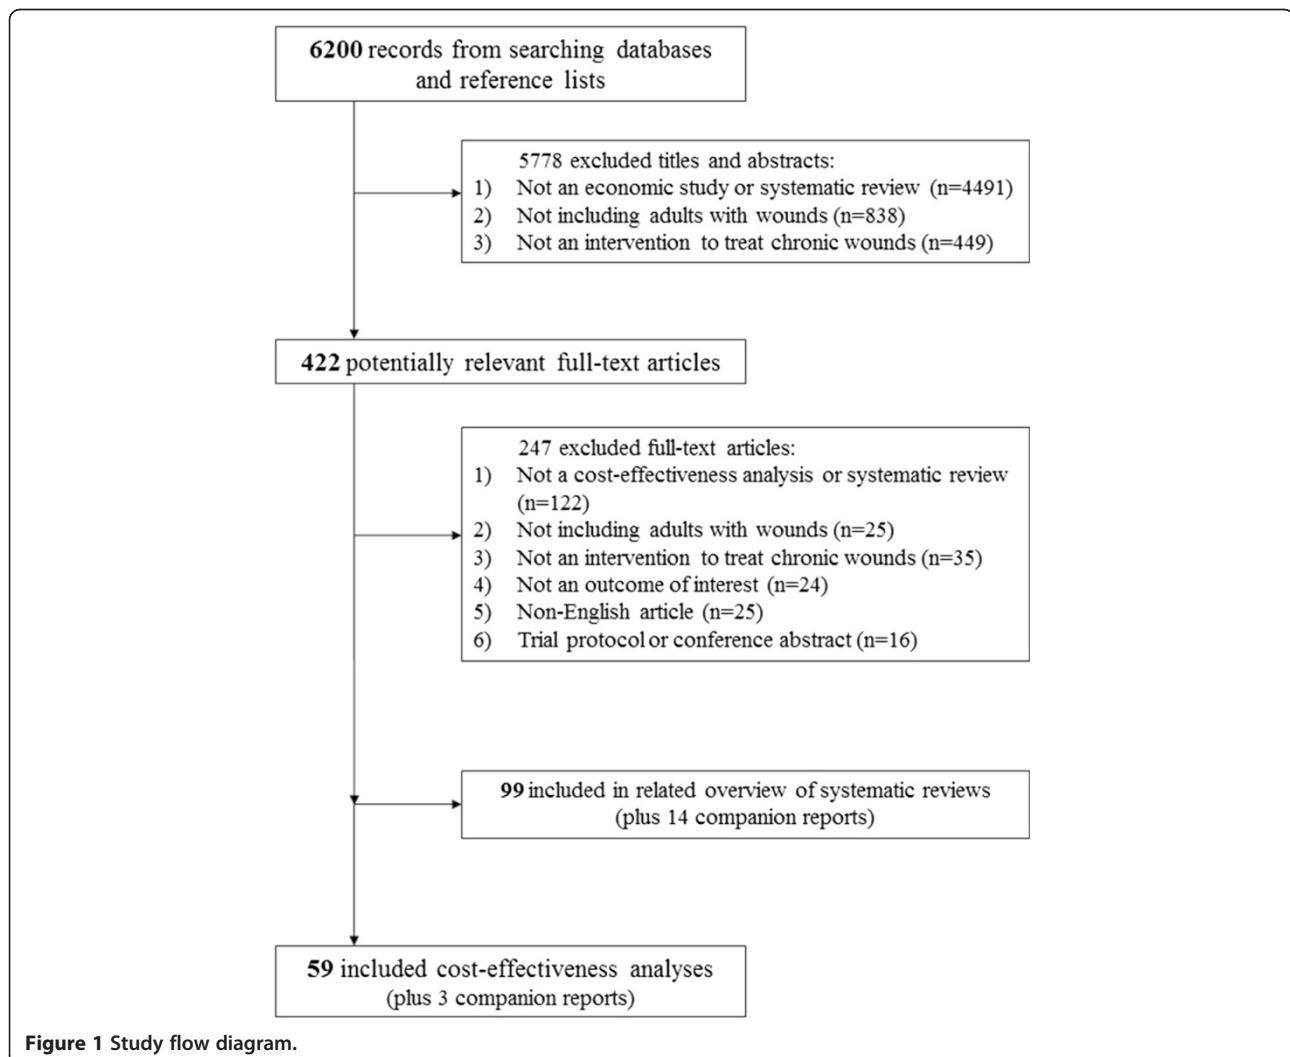 6200 records from searching databases
and reference lists
5778 excluded titles and abstracts:
1) Not an economic study or systematic review (n=4491)
2) Not including adults with wounds (n=838)
3) Not an intervention to treat chronic wounds (n=449)
422 potentially relevant full-text articles
247 excluded full-text articles:
1) Not a cost-effectiveness analysis or systematic review
(n=122)
2) Not including adults with wounds (n=25)
3) Not an intervention to treat chronic wounds (n=35)
4) Not an outcome of interest (n=24)
5) Non-English article (n=25)
6) Trial protocol or conference abstract (n=16)
99 included in related overview of systematic reviews
(plus 14 companion reports)
59 included cost-effectiveness analyses
(plus 3 companion reports)
Figure 1 Study flow diagram.